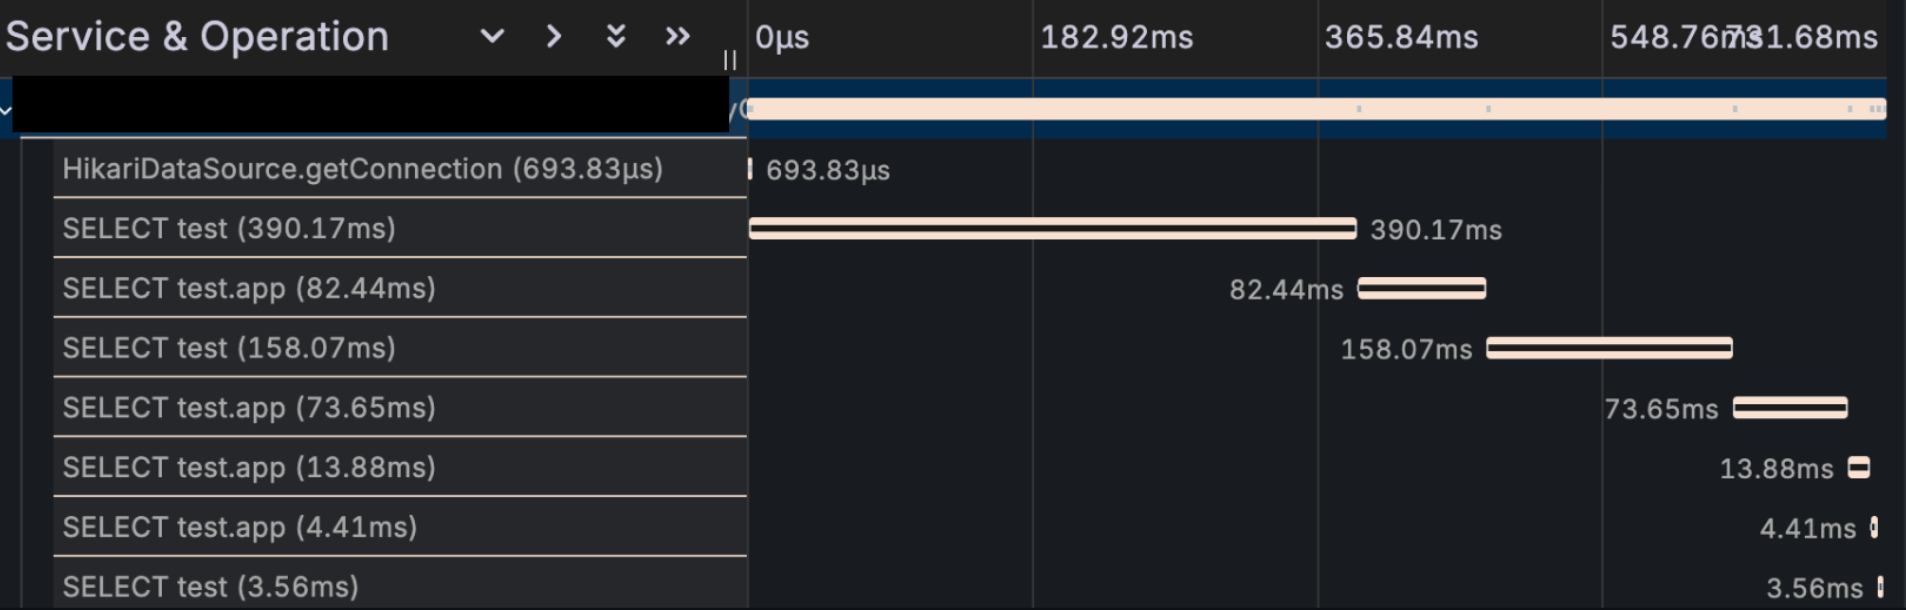 Service & Operation 0μs 182.92ms 365.84ms 548.76ms 731.68ms
HikariDataSource.getConnection (693.83μs) 693.83μs
SELECT test (390.17ms) 390.17ms
SELECT test.app (82.44ms) 82.44ms
SELECT test (158.07ms) 158.07ms
SELECT test.app (73.65ms) 73.65ms
SELECT test.app (13.88ms) 13.88ms
SELECT test.app (4.41ms) 4.41ms
SELECT test (3.56ms) 3.56ms